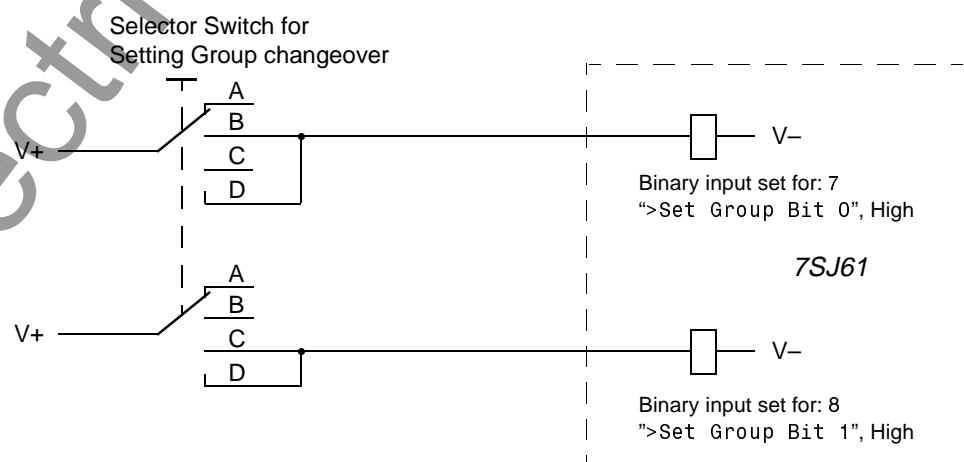 Selector Switch for
Setting Group changeover
A
B
C
D
V+
V–
Binary input set for: 7
“>Set Group Bit 0”, High
7SJ61
A
B
C
D
V+
V–
Binary input set for: 8
”>Set Group Bit 1”, High